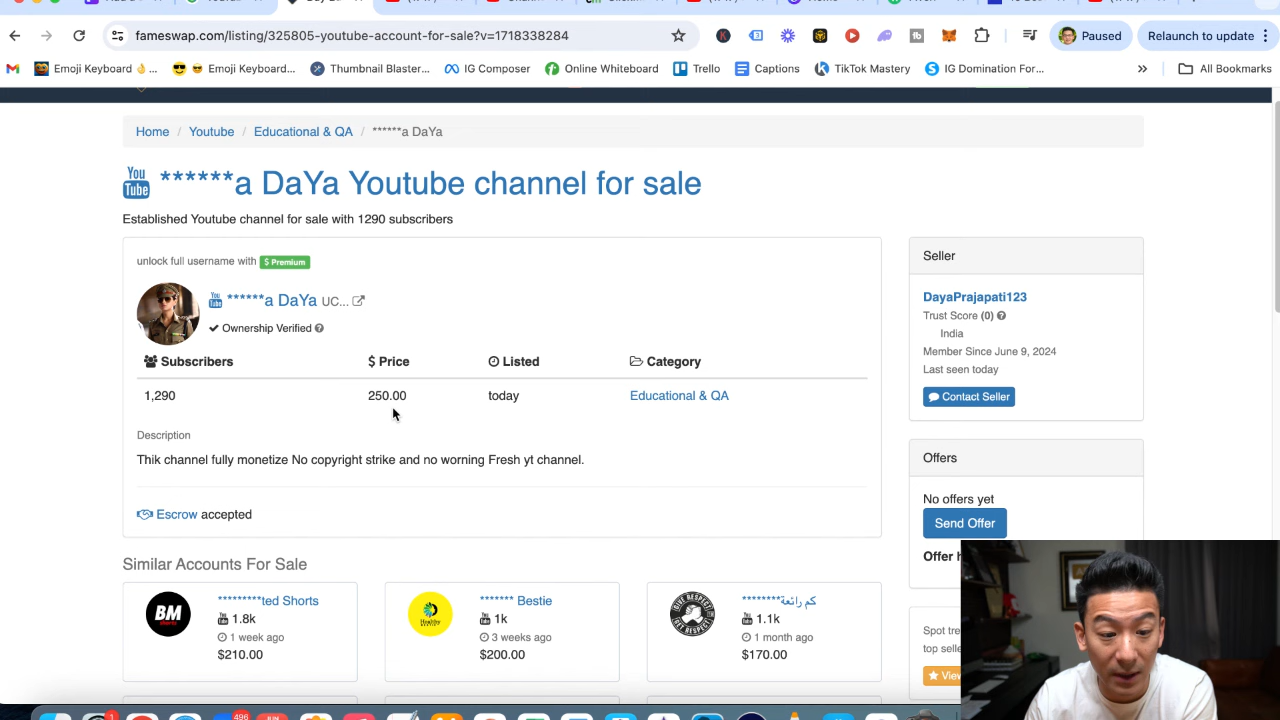 fameswap.com/listing/325805-youtube-account-for-sale?v=1718338284
Paused
Relaunch to update
Emoji Keyboard
Emoji Keyboard...
Thumbnail Blaster...
IG Composer
Online Whiteboard
Trello
Captions
TikTok Mastery
IG Domination For...
All Bookmarks
Home / Youtube / Educational & QA / ******a DaYa
You Tube ******a DaYa Youtube channel for sale
Established Youtube channel for sale with 1290 subscribers
unlock full username with $ Premium
******a DaYa UC...
Ownership Verified
Subscribers $ Price Listed Category
1,290 250.00 today Educational & QA
Description
Thik channel fully monetize No copyright strike and no worning Fresh yt channel.
Escrow accepted
Seller
DayaPrajapati123
Trust Score (0)
India
Member Since June 9, 2024
Last seen today
Contact Seller
Offers
No offers yet
Send Offer
Similar Accounts For Sale
BM
*********ted Shorts
1.8k
1 week ago
$210.00
******* Bestie
1k
3 weeks ago
$200.00
********كم رائعة
1.1k
1 month ago
$170.00
496